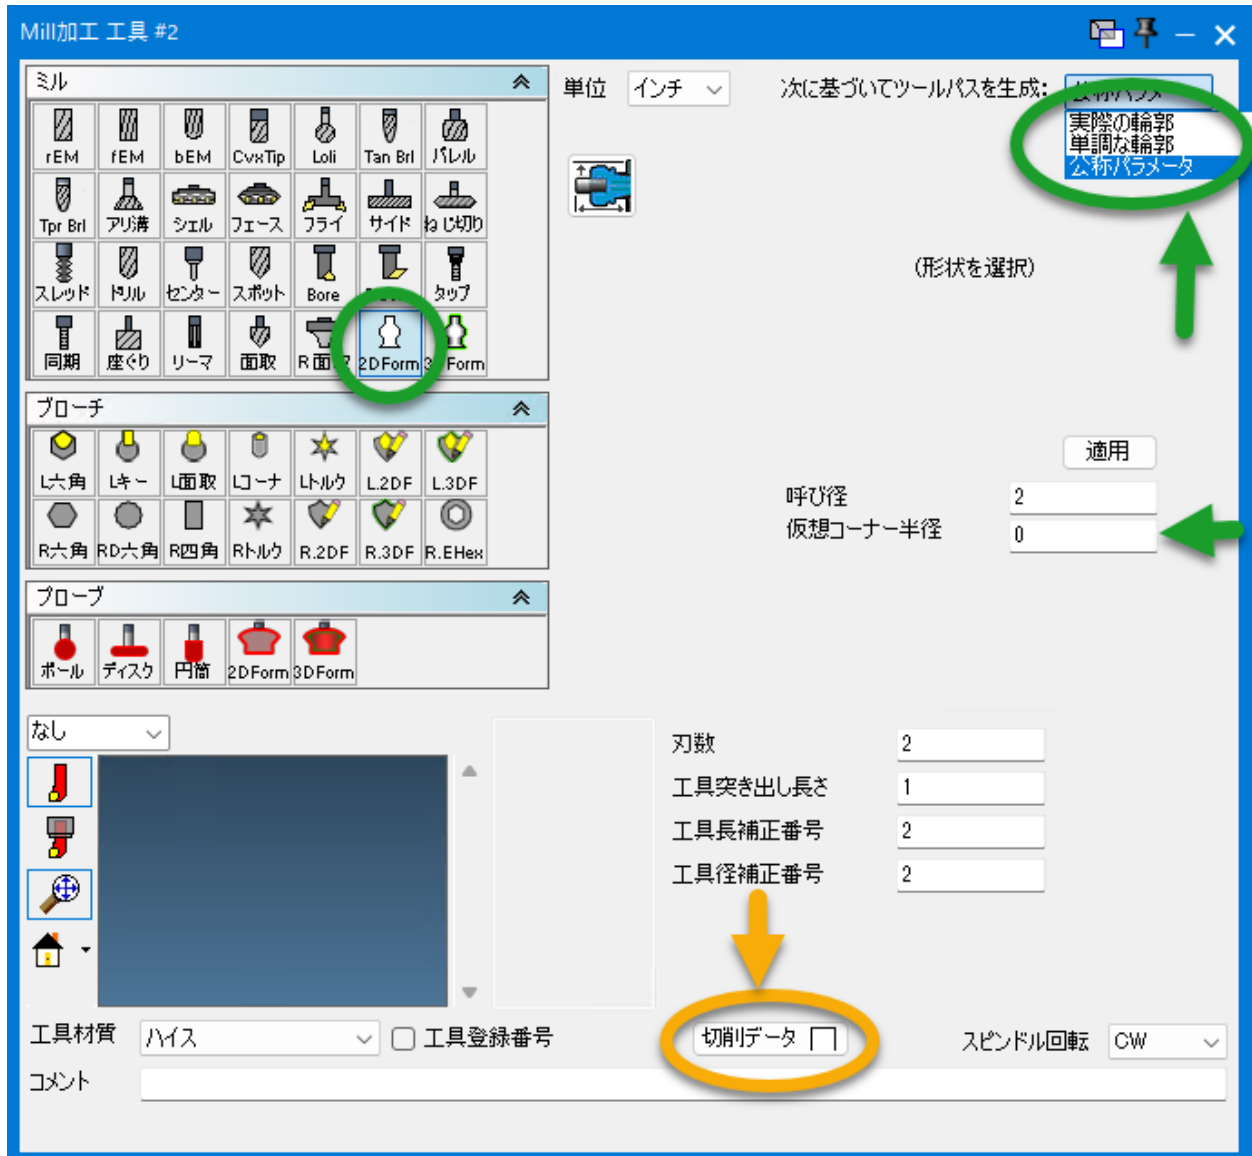 Mill加工 工具 #2
ミル
単位 インチ 次に基づいてツールパスを生成:
実際の輪郭
単調な輪郭
公称パラメータ
rEM fEM bEM CvxTip Loli Tan Brl バレル
Tpr Brl アリ溝 シェル フェース フライ サイド ねじ切り
スレッド ドリル センター スポット Bore タップ
同期 座ぐり リーマ 面取 R面 2DForm Form
(形状を選択)
ブローチ
L六角 Lキー L面取 Lコーナ Lトルク L.2DF L.3DF
R六角 RD六角 R四角 Rトルク R.2DF R.3DF R.EHex
適用
呼び径 2
仮想コーナー半径 0
プローブ
ボール ディスク 円筒 2DForm 3DForm
なし
刃数 2
工具突き出し長さ 1
工具長補正番号 2
工具径補正番号 2
工具材質 ハイス 工具登録番号 切削データ スピンドル回転 CW
コメント